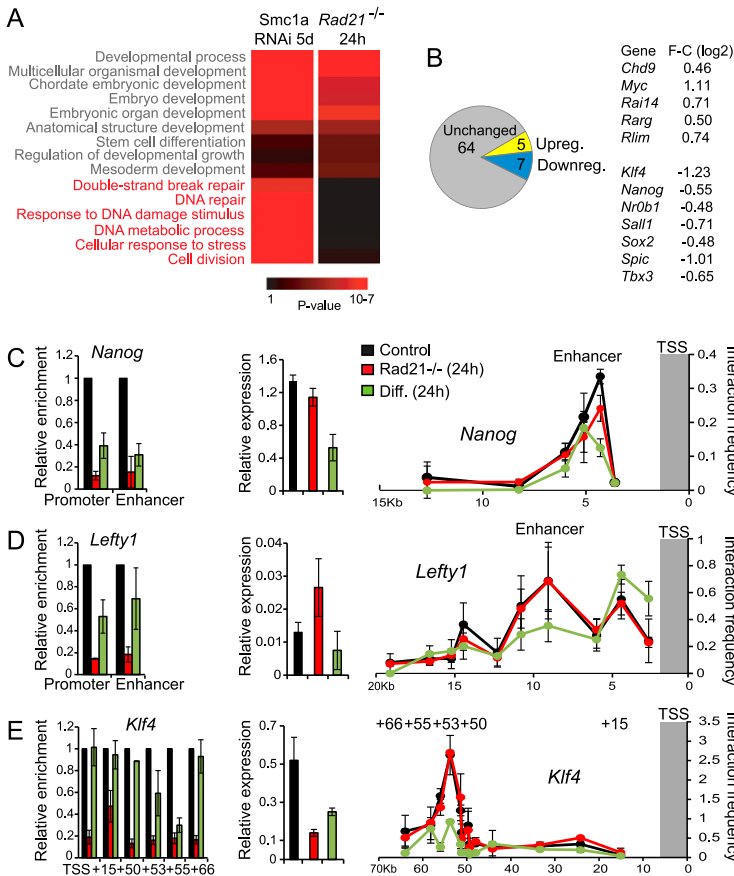 A
Smc1a Rad21-/-
RNAi 5d 24h
Developmental process
Multicellular organismal development
Chordate embryonic development
Embryo development
Embryonic organ development
Anatomical structure development
Stem cell differentiation
Regulation of developmental growth
Mesoderm development
Double-strand break repair
DNA repair
Response to DNA damage stimulus
DNA metabolic process
Cellular response to stress
Cell division
1 10-7
P-value
B
Unchanged
64
5
Upreg.
7
Downreg.
Gene F-C (log2)
Chd9 0.46
Myc 1.11
Rai14 0.71
Rarg 0.50
Rlim 0.74
Klf4 -1.23
Nanog -0.55
Nr0b1 -0.48
Sall1 -0.71
Sox2 -0.48
Spic -1.01
Tbx3 -0.65
C
Nanog
Relative enrichment
1.2
1
0.8
0.6
0.4
0.2
0
Promoter Enhancer
Relative expression
1.6
1.2
0.8
0.4
0
Control
Rad21-/- (24h)
Diff. (24h)
Enhancer
TSS
Nanog
Interaction frequency
0.4
0.3
0.2
0.1
0
15Kb 10 5 0
D
Lefty1
Relative enrichment
1.2
1
0.8
0.6
0.4
0.2
0
Promoter Enhancer
Relative expression
0.04
0.03
0.02
0.01
0
Enhancer
TSS
Lefty1
Interaction frequency
1
0.8
0.6
0.4
0.2
0
20Kb 15 10 5 0
E
Klf4
Relative enrichment
1.2
1
0.8
0.6
0.4
0.2
0
TSS +15+50 +53+55+66
Relative expression
0.7
0.5
0.3
0.1
0
+66+55+53+50 +15
TSS
Klf4
Interaction frequency
3.5
3
2.5
2
1.5
1
0.5
0
70Kb 60 50 40 30 20 10 0